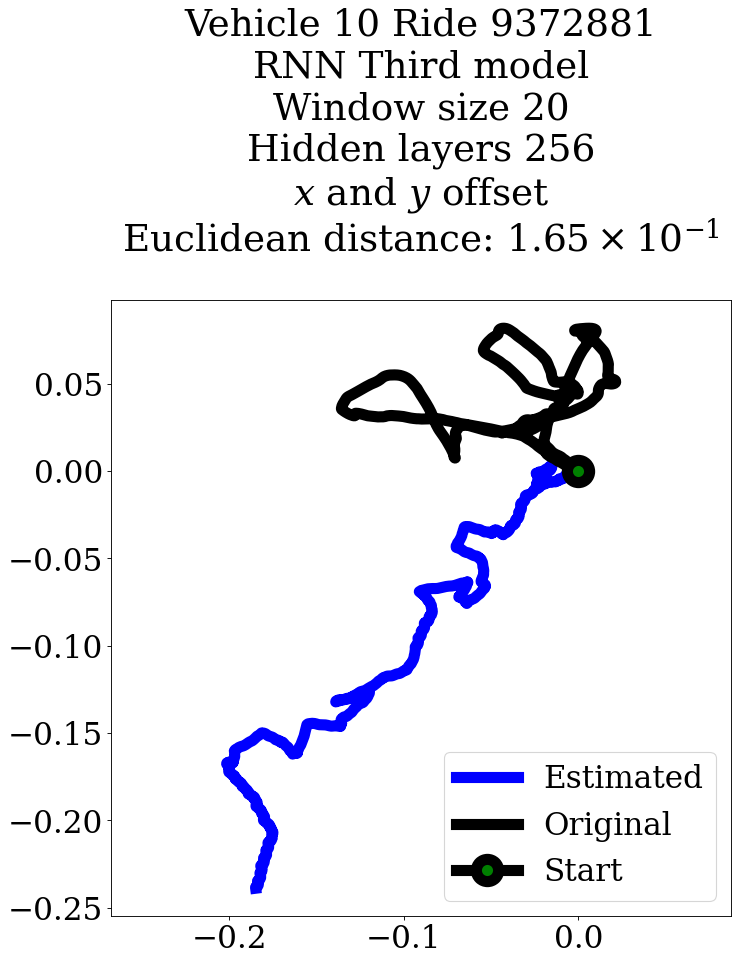 Vehicle 10 Ride 9372881
RNN Third model
Window size 20
Hidden layers 256
x and y offset
Euclidean distance: 1.65 × 10⁻¹
0.05
0.00
−0.05
−0.10
−0.15
−0.20
−0.25
−0.2
−0.1
0.0
Estimated
Original
Start